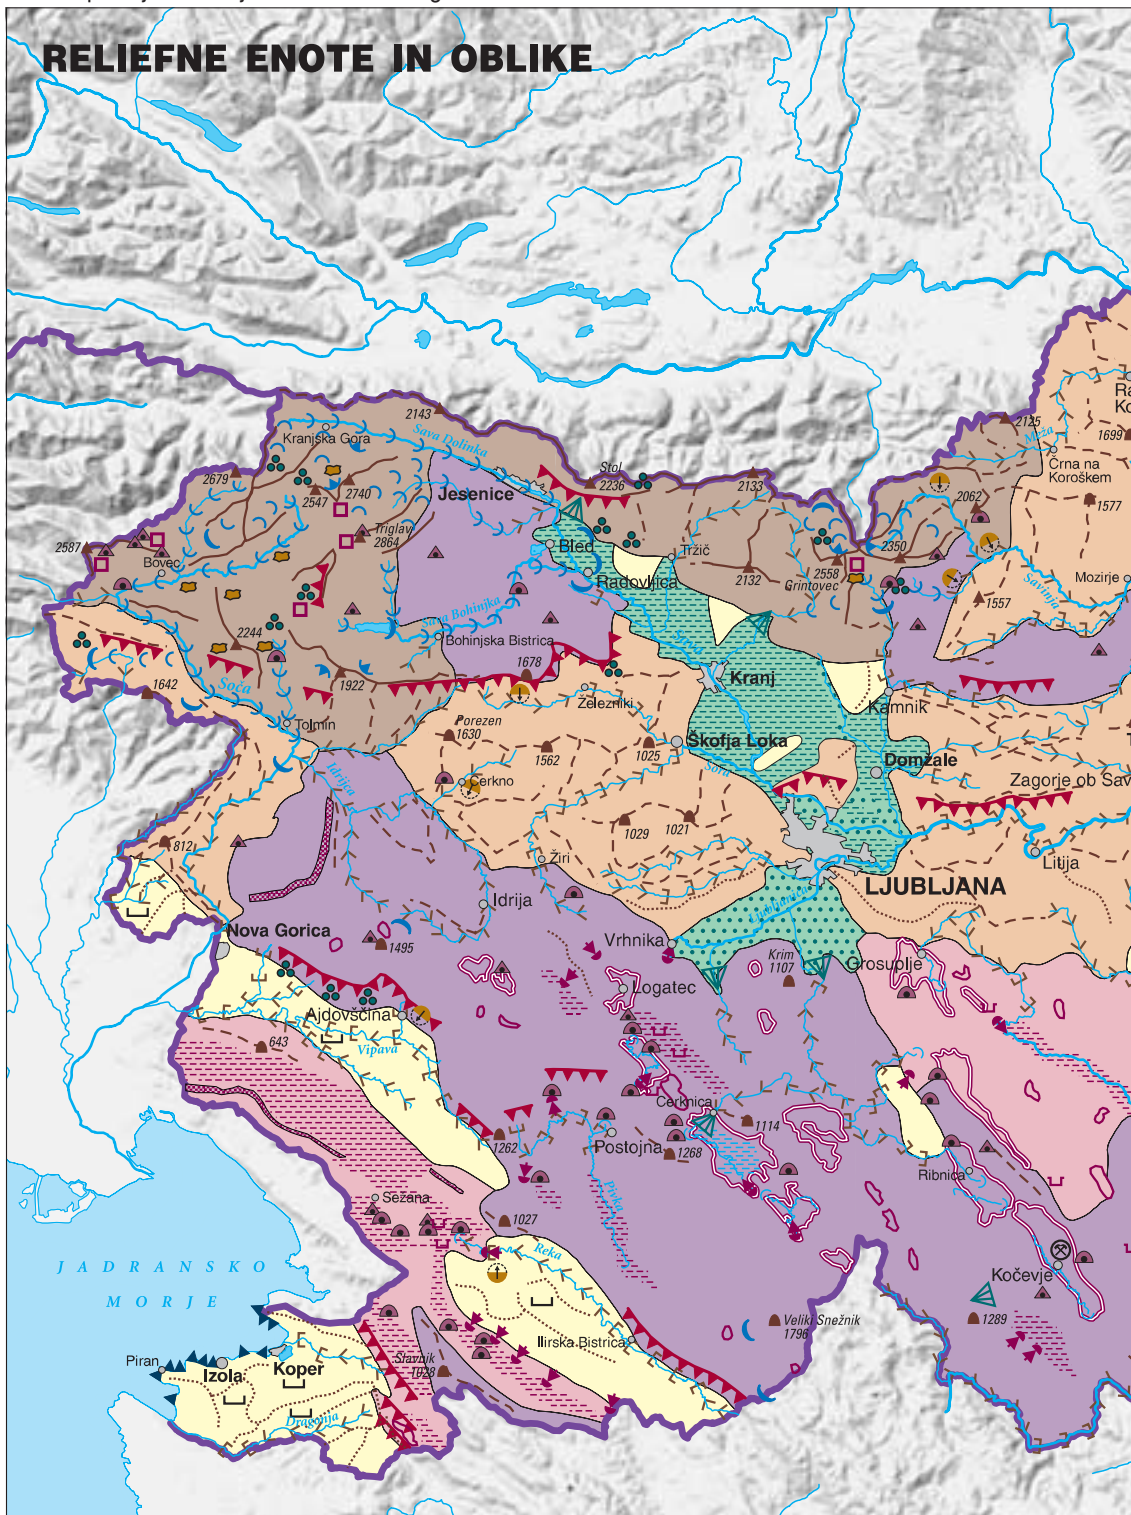 RELIEFNE ENOTE IN OBLIKE
2143
Kranjska Gora
Sava Dolinka
2125
Meža
1699
Črna na
Koroškem
Stol
2236
2133
2679
2547
2740
Jesenice
2062
1577
Triglav
2864
2587
Bovec
Bled
Tržič
2350
2558
Grintovec
2132
Radovljica
Mozirje
Savinja
1557
Sava Bohinjka
Bohinjska Bistrica
2244
Sava
1678
1642
Soča
1922
Kranj
Železniki
Kamnik
Tolmin
Porezen
1630
1562
1025
Škofja Loka
Sora
Domžale
Idrijca
Cerkno
Zagorje ob Sav
1029
1021
812
Žiri
Litija
LJUBLJANA
Idrija
Ljubljanica
Nova Gorica
1495
Vrhnika
Krim
1107
Grosuplje
Logatec
Ajdovščina
643
Vipava
Cerknica
1114
1262
Postojna
1268
Ribnica
Pivka
Sežana
1027
Reka
JADRANSKO
MORJE
Kočevje
1289
Veliki Snežnik
1796
Ilirska Bistrica
Piran
Izola
Koper
Slavnik
1028
Dragonja